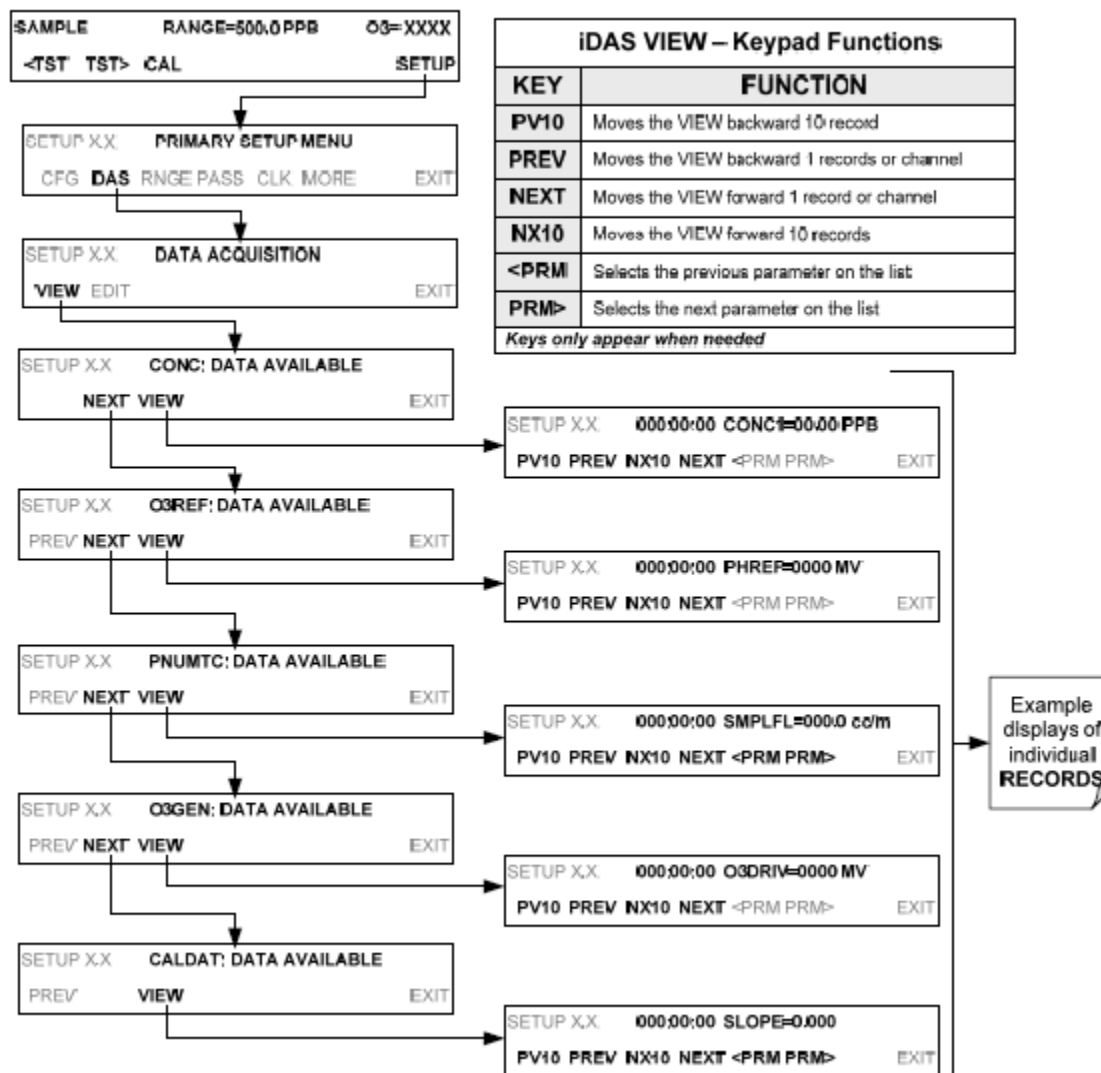 SAMPLE RANGE=500.0 PPB O3=XXXX
<TST TST> CAL SETUP
SETUP X.X PRIMARY SETUP MENU
CFG DAS RNGE PASS CLK MORE EXIT
SETUP X.X DATA ACQUISITION
VIEW EDIT EXIT
SETUP X.X CONC: DATA AVAILABLE
NEXT VIEW EXIT
SETUP X.X O3REF: DATA AVAILABLE
PREV NEXT VIEW EXIT
SETUP X.X PNUMTC: DATA AVAILABLE
PREV NEXT VIEW EXIT
SETUP X.X O3GEN: DATA AVAILABLE
PREV NEXT VIEW EXIT
SETUP X.X CALDAT: DATA AVAILABLE
PREV VIEW EXIT
iDAS VIEW – Keypad Functions
KEY FUNCTION
PV10 Moves the VIEW backward 10 record
PREV Moves the VIEW backward 1 records or channel
NEXT Moves the VIEW forward 1 record or channel
NX10 Moves the VIEW forward 10 records
<PRM Selects the previous parameter on the list
PRM> Selects the next parameter on the list
Keys only appear when needed
SETUP X.X 000:00:00 CONC1=00.00 PPB
PV10 PREV NX10 NEXT <PRM PRM> EXIT
SETUP X.X 000:00:00 PHREF=0000 MV
PV10 PREV NX10 NEXT <PRM PRM> EXIT
SETUP X.X 000:00:00 SMPLFL=000.0 cc/m
PV10 PREV NX10 NEXT <PRM PRM> EXIT
SETUP X.X 000:00:00 O3DRIV=0000 MV
PV10 PREV NX10 NEXT <PRM PRM> EXIT
SETUP X.X 000:00:00 SLOPE=0.000
PV10 PREV NX10 NEXT <PRM PRM> EXIT
Example
displays of
individual
RECORDS